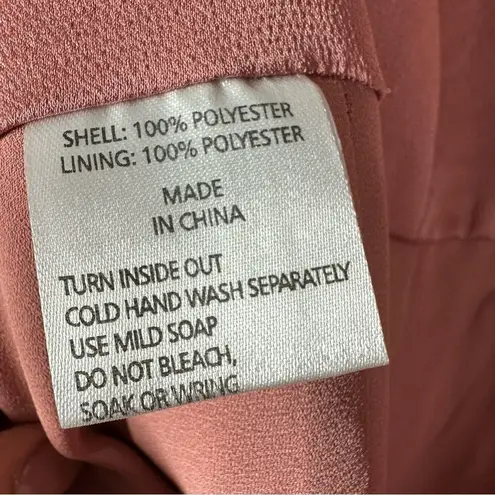 SHELL: 100% POLYESTER
LINING: 100% POLYESTER
MADE
IN CHINA
TURN INSIDE OUT
COLD HAND WASH SEPARATELY
USE MILD SOAP
DO NOT BLEACH,
SOAK OR WRING